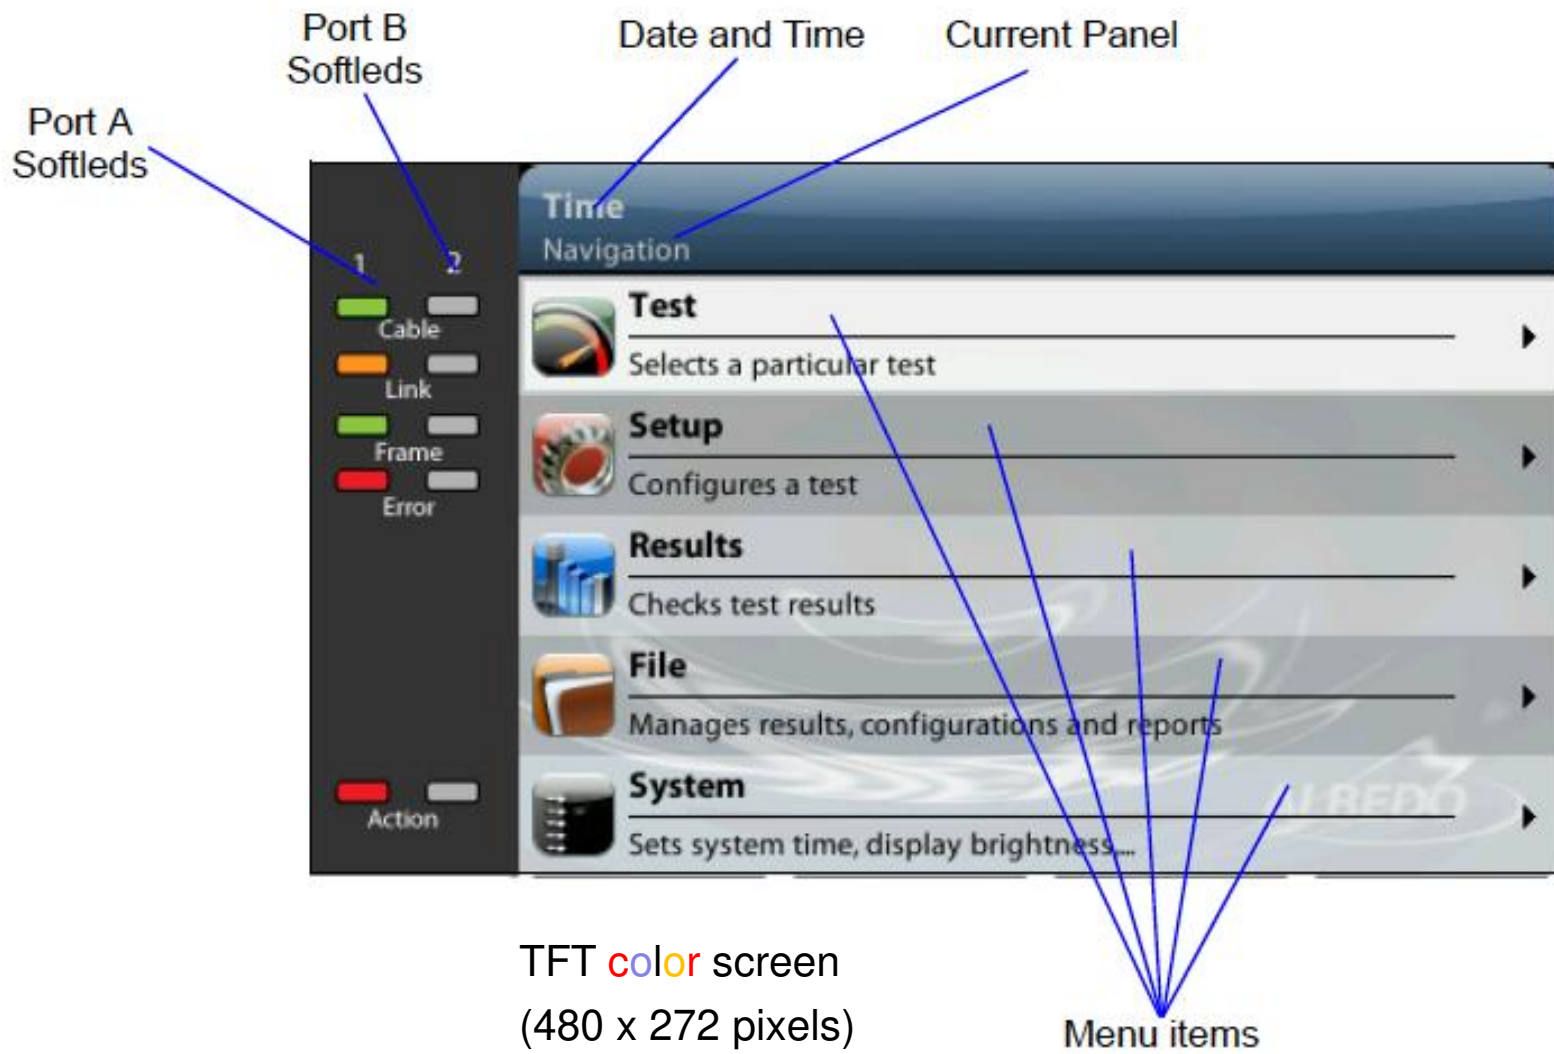 Port B
Softleds
Date and Time
Current Panel
Port A
Softleds
Time
Navigation
1 2
Cable
Link
Frame
Error
Action
Test
Selects a particular test
Setup
Configures a test
Results
Checks test results
File
Manages results, configurations and reports
System
Sets system time, display brightness...
ALBEDO
TFT color screen
(480 x 272 pixels)
Menu items